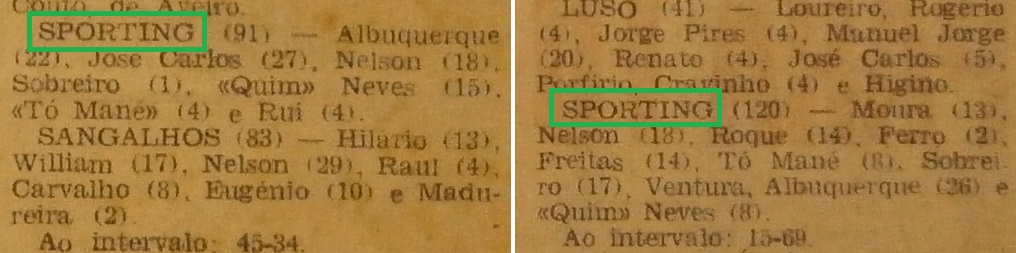 Couto, de Aveiro.
SPORTING (91) — Albuquerque
(22), José Carlos (27), Nelson (18),
Sobreiro (1), «Quim» Neves (15),
«Tó Mané» (4) e Rui (4).
SANGALHOS (83) — Hilário (13),
William (17), Nelson (29), Raul (4),
Carvalho (8), Eugénio (10) e Madu-
reira (2).
Ao intervalo: 45-34.
LUSO (41) — Loureiro, Rogério
(4), Jorge Pires (4), Manuel Jorge
(20), Renato (4), José Carlos (5),
Porfírio, Cravinho (4) e Higino.
SPORTING (120) — Moura (13),
Nelson (18), Roque (14), Ferro (2),
Freitas (14), Tó Mané (8), Sobrei-
ro (17), Ventura, Albuquerque (26) e
«Quim» Neves (8).
Ao intervalo: 15-69.